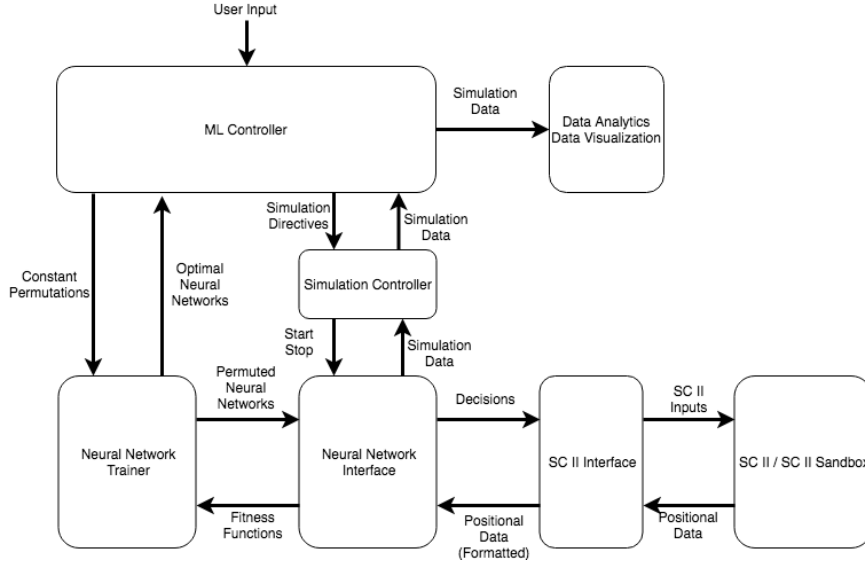 User Input
ML Controller
Simulation
Data
Data Analytics
Data Visualization
Simulation
Directives
Simulation
Data
Constant
Permutations
Optimal
Neural
Networks
Simulation Controller
Start
Stop
Simulation
Data
Permuted
Neural
Networks
Decisions
SC II
Inputs
Neural Network
Trainer
Neural Network
Interface
SC II Interface
SC II / SC II Sandbox
Fitness
Functions
Positional
Data
(Formatted)
Positional
Data